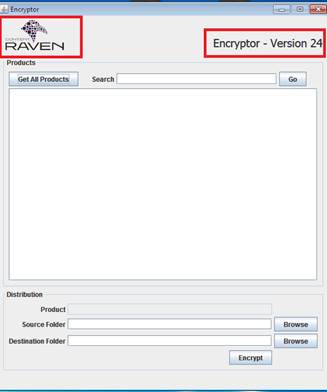 Encryptor
CONTENT
RAVEN
Encryptor - Version 24
Products
Get All Products
Search
Go
Distribution
Product
Source Folder
Browse
Destination Folder
Browse
Encrypt